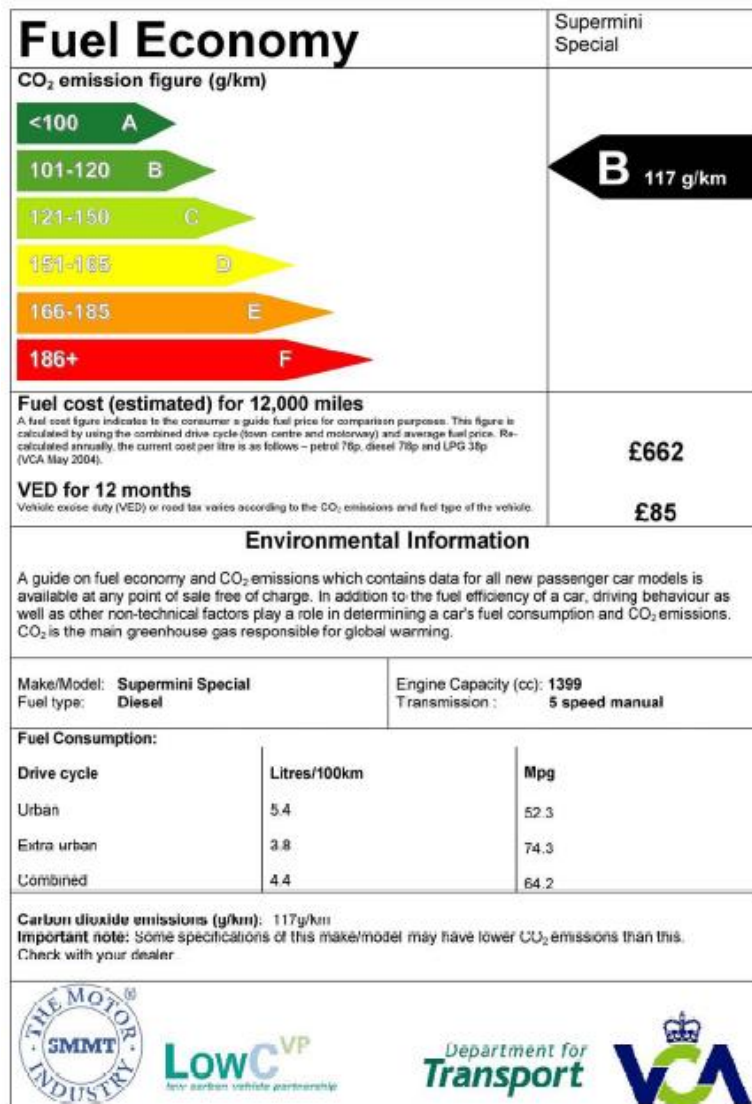 Fuel Economy
Supermini
Special
CO₂ emission figure (g/km)
<100 A
101-120 B
B 117 g/km
121-150 C
151-165 D
166-185 E
186+ F
Fuel cost (estimated) for 12,000 miles
A fuel cost figure indicates to the consumer a guide fuel price for comparison purposes. This figure is
calculated by using the combined drive cycle (town centre and motorway) and average fuel price. Re-
calculated annually, the current cost per litre is as follows – petrol 76p, diesel 78p and LPG 38p
(VCA May 2004).
£662
VED for 12 months
Vehicle excise duty (VED) or road tax varies according to the CO₂ emissions and fuel type of the vehicle.
£85
Environmental Information
A guide on fuel economy and CO₂ emissions which contains data for all new passenger car models is
available at any point of sale free of charge. In addition to the fuel efficiency of a car, driving behaviour as
well as other non-technical factors play a role in determining a car's fuel consumption and CO₂ emissions.
CO₂ is the main greenhouse gas responsible for global warming.
Make/Model: Supermini Special
Fuel type: Diesel
Engine Capacity (cc): 1399
Transmission : 5 speed manual
Fuel Consumption:
Drive cycle Litres/100km Mpg
Urban 5.4 52.3
Extra urban 3.8 74.3
Combined 4.4 64.2
Carbon dioxide emissions (g/km): 117g/km
Important note: Some specifications of this make/model may have lower CO₂ emissions than this.
Check with your dealer
THE MOTOR ®
SMMT
INDUSTRY
LowC VP
low carbon vehicle partnership
Department for
Transport
VCA